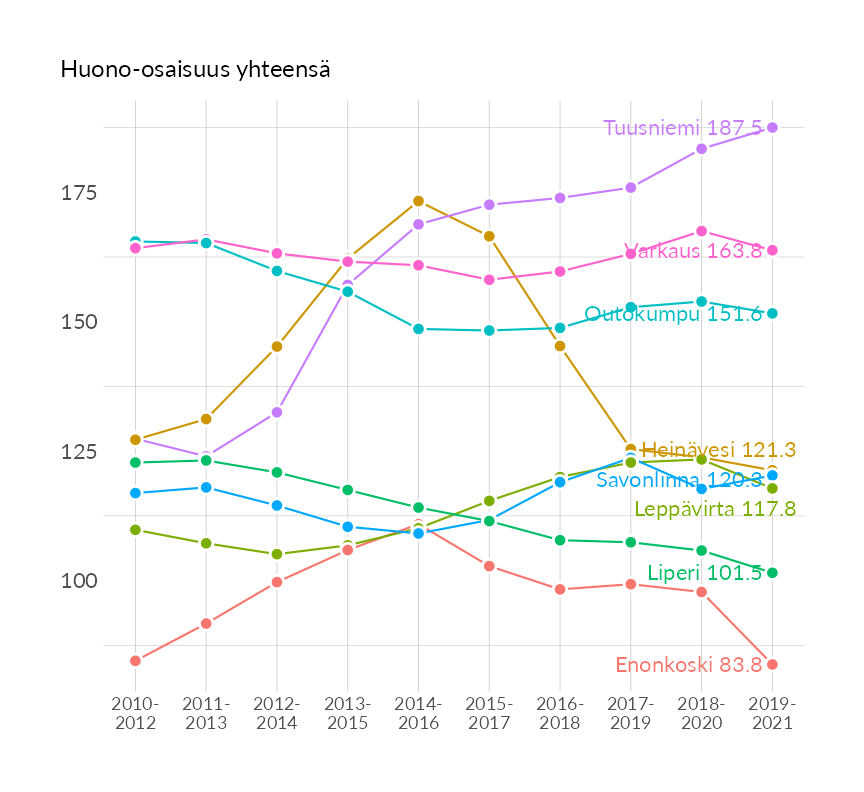 Huono-osaisuus yhteensä
Tuusniemi 187.5
175
Varkaus 163.8
Outokumpu 151.6
150
125
Heinävesi 121.3
Savonlinna 120.3
Leppävirta 117.8
Liperi 101.5
100
Enonkoski 83.8
2010- 2011- 2012- 2013- 2014- 2015- 2016- 2017- 2018- 2019-
2012 2013 2014 2015 2016 2017 2018 2019 2020 2021